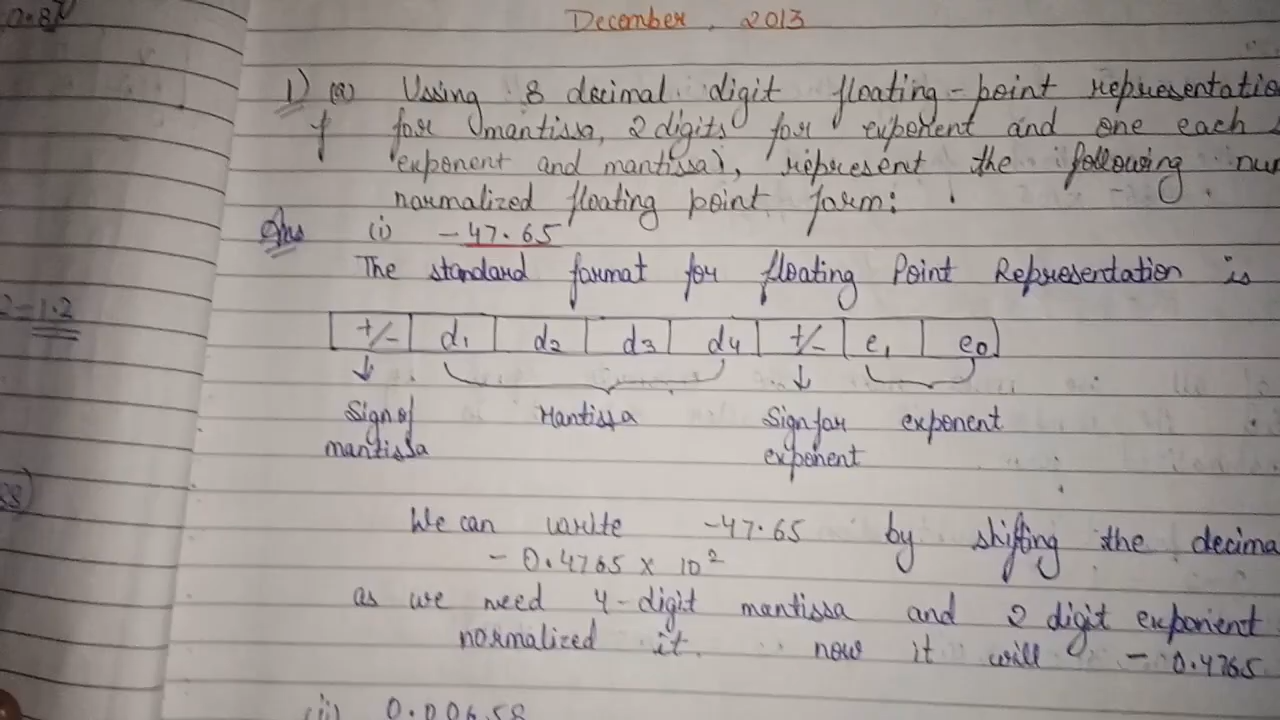 December, 2013
1) (a) Using 8 decimal digit floating-point representatio
for mantissa, 2 digits for exponent and one each
exponent and mantissa), represent the following nu
normalized floating point form:
Ans (i) -47.65
The standard format for floating Point Representation is
+/- d1 d2 d3 d4 +/- e1 e0
Sign of Mantissa Sign for exponent
mantissa exponent
We can write -47.65 by shifting the decima
2-1.2
- 0.4765 x 10²
as we need 4-digit mantissa and 2 digit exponent
normalized it. now it will - 0.4765
(ii) 0.00658